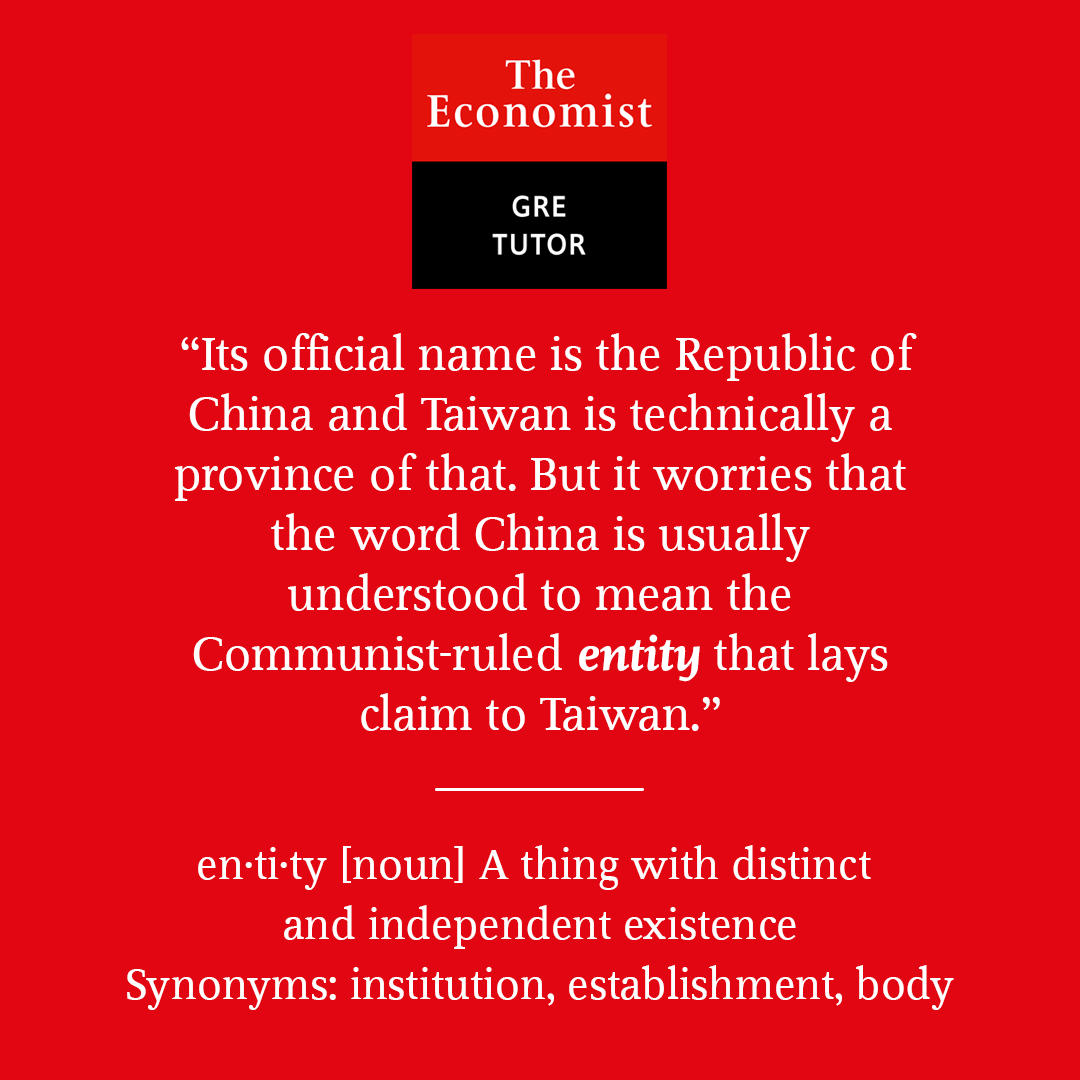 The
Economist
GRE
TUTOR
“Its official name is the Republic of
China and Taiwan is technically a
province of that. But it worries that
the word China is usually
understood to mean the
Communist-ruled entity that lays
claim to Taiwan.”
en·ti·ty [noun] A thing with distinct
and independent existence
Synonyms: institution, establishment, body